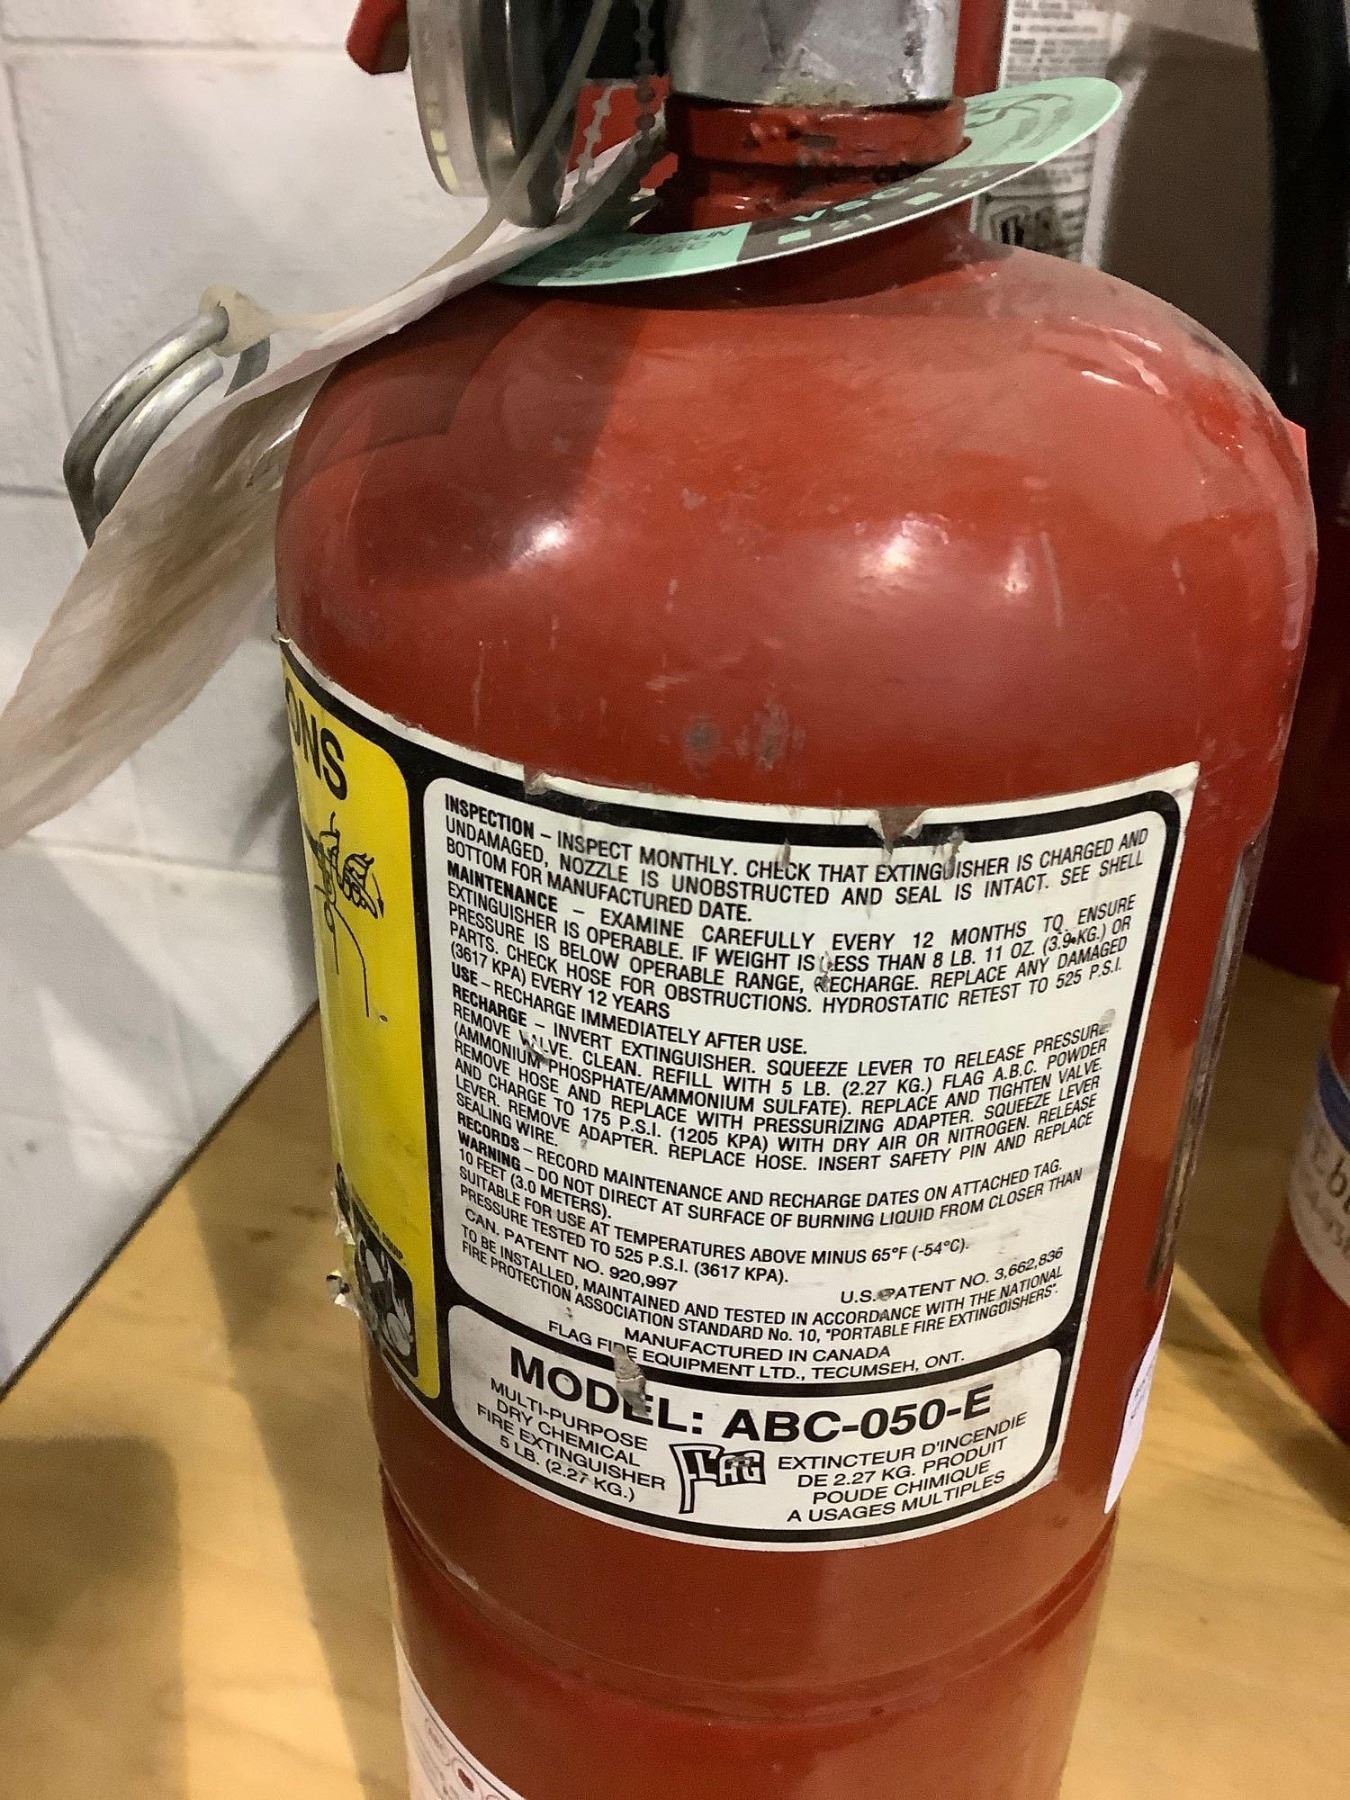 ONS
INSPECTION – INSPECT MONTHLY. CHECK THAT EXTINGUISHER IS CHARGED AND
UNDAMAGED, NOZZLE IS UNOBSTRUCTED AND SEAL IS INTACT. SEE SHELL
BOTTOM FOR MANUFACTURED DATE.
MAINTENANCE – EXAMINE CAREFULLY EVERY 12 MONTHS TO ENSURE
EXTINGUISHER IS OPERABLE. IF WEIGHT IS LESS THAN 8 LB. 11 OZ. (3.9 KG.) OR
PRESSURE IS BELOW OPERABLE RANGE, RECHARGE. REPLACE ANY DAMAGED
PARTS. CHECK HOSE FOR OBSTRUCTIONS. HYDROSTATIC RETEST TO 525 P.S.I.
(3617 KPA) EVERY 12 YEARS
USE – RECHARGE IMMEDIATELY AFTER USE.
RECHARGE – INVERT EXTINGUISHER. SQUEEZE LEVER TO RELEASE PRESSURE.
REMOVE VALVE. CLEAN. REFILL WITH 5 LB. (2.27 KG.) FLAG A.B.C. POWDER
(AMMONIUM PHOSPHATE/AMMONIUM SULFATE). REPLACE AND TIGHTEN VALVE.
REMOVE HOSE AND REPLACE WITH PRESSURIZING ADAPTER. SQUEEZE LEVER
AND CHARGE TO 175 P.S.I. (1205 KPA) WITH DRY AIR OR NITROGEN. RELEASE
LEVER. REMOVE ADAPTER. REPLACE HOSE. INSERT SAFETY PIN AND REPLACE
SEALING WIRE.
RECORDS – RECORD MAINTENANCE AND RECHARGE DATES ON ATTACHED TAG.
WARNING – DO NOT DIRECT AT SURFACE OF BURNING LIQUID FROM CLOSER THAN
10 FEET (3.0 METERS).
SUITABLE FOR USE AT TEMPERATURES ABOVE MINUS 65°F (-54°C).
PRESSURE TESTED TO 525 P.S.I. (3617 KPA).
CAN. PATENT NO. 920,997 U.S. PATENT NO. 3,662,836
TO BE INSTALLED, MAINTAINED AND TESTED IN ACCORDANCE WITH THE NATIONAL
FIRE PROTECTION ASSOCIATION STANDARD No. 10, "PORTABLE FIRE EXTINGUISHERS".
MANUFACTURED IN CANADA
FLAG FIRE EQUIPMENT LTD., TECUMSEH, ONT.
MODEL: ABC-050-E
MULTI-PURPOSE
DRY CHEMICAL
FIRE EXTINGUISHER
5 LB. (2.27 KG.)
FLAG
EXTINCTEUR D'INCENDIE
DE 2.27 KG. PRODUIT
POUDE CHIMIQUE
A USAGES MULTIPLES